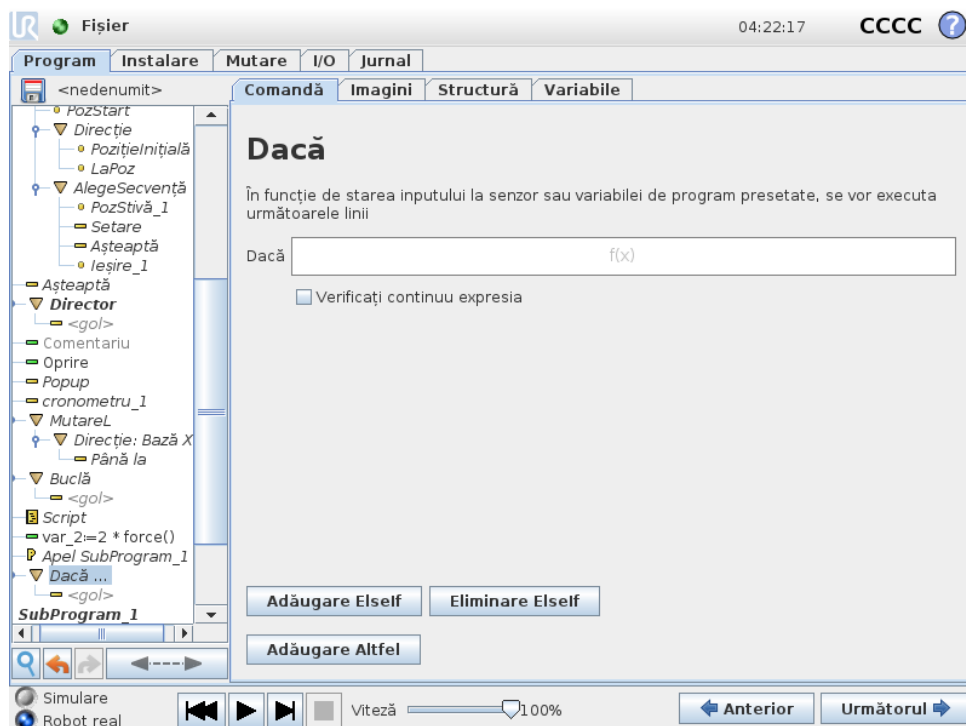 UR Fișier 04:22:17 CCCC ?
Program Instalare Mutare I/O Jurnal
<nedenumit>
Comandă Imagini Structură Variabile
PozStart
Direcție
PozițieInițială
LaPoz
AlegeSecvență
PozStivă_1
Setare
Așteaptă
Ieșire_1
Așteaptă
Director
<gol>
Comentariu
Oprire
Popup
cronometru_1
MutareL
Direcție: Bază X
Până la
Buclă
<gol>
Script
var_2:=2 * force()
P Apel SubProgram_1
Dacă ...
<gol>
SubProgram_1
Dacă
În funcție de starea inputului la senzor sau variabilei de program presetate, se vor executa
următoarele linii
Dacă f(x)
Verificați continuu expresia
Adăugare ElseIf Eliminare ElseIf
Adăugare Altfel
Simulare
Robot real
Viteză 100%
Anterior Următorul